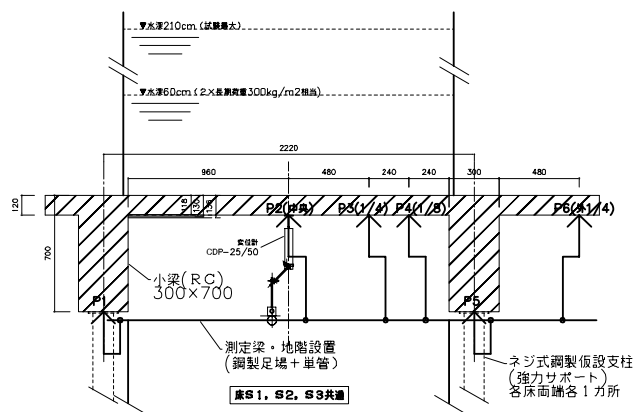 ▽水深210cm (試験最大)
▽水深60cm (2×長期荷重300kg/m2相当)
2220
960
480
240
240
300
480
120
118
130
136
700
P2(中央)
P3(1/4)
P4(1/8)
P6(外1/4)
変位計
CDP-25/50
小梁(RC)
300×700
P1
P5
測定梁・地階設置
(鋼製足場+単管)
ネジ式鋼製仮設支柱
(強力サポート)
各床両端各1カ所
床S1, S2, S3共通